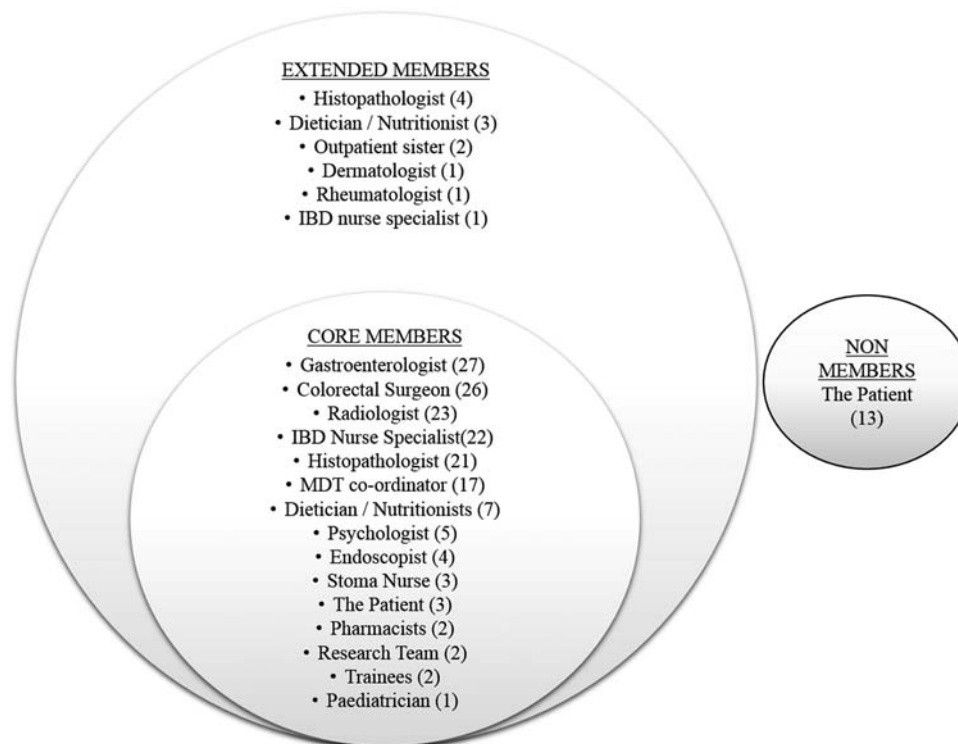 EXTENDED MEMBERS
• Histopathologist (4)
• Dietician / Nutritionist (3)
• Outpatient sister (2)
• Dermatologist (1)
• Rheumatologist (1)
• IBD nurse specialist (1)
CORE MEMBERS
• Gastroenterologist (27)
• Colorectal Surgeon (26)
• Radiologist (23)
• IBD Nurse Specialist(22)
• Histopathologist (21)
• MDT co-ordinator (17)
• Dietician / Nutritionists (7)
• Psychologist (5)
• Endoscopist (4)
• Stoma Nurse (3)
• The Patient (3)
• Pharmacists (2)
• Research Team (2)
• Trainees (2)
• Paediatrician (1)
NON
MEMBERS
The Patient
(13)